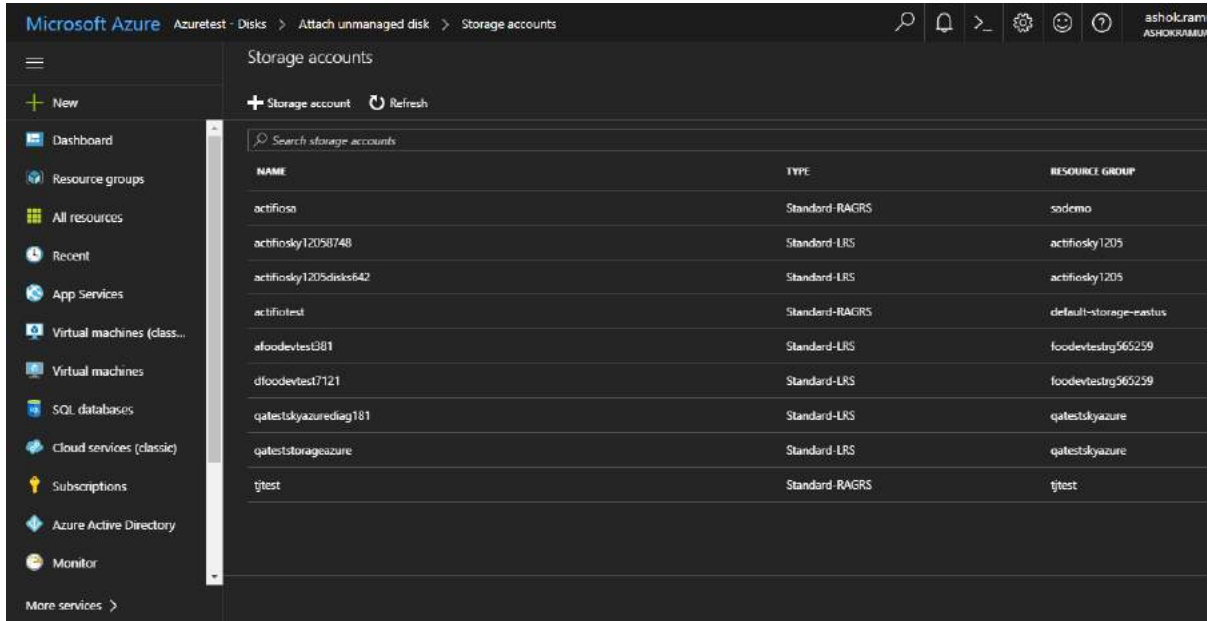 Microsoft Azure Azuretest - Disks > Attach unmanaged disk > Storage accounts
ashok.ram
ASHOKRAMUA
Storage accounts
New
Storage account Refresh
Dashboard
Search storage accounts
Resource groups
NAME TYPE RESOURCE GROUP
All resources
actifiosa Standard-RAGRS sademo
Recent
actifiosky12058748 Standard-LRS actifiosky1205
App Services
actifiosky1205disks642 Standard-LRS actifiosky1205
Virtual machines (class...
actifiotest Standard-RAGRS default-storage-eastus
Virtual machines
afoodevtest381 Standard-LRS foodevtestrg565259
SQL databases
dfoodevtest7121 Standard-LRS foodevtestrg565259
Cloud services (classic)
qatestskyazurediag181 Standard-LRS qatestskyazure
Subscriptions
qateststorageazure Standard-LRS qatestskyazure
Azure Active Directory
tjtest Standard-RAGRS tjtest
Monitor
More services >